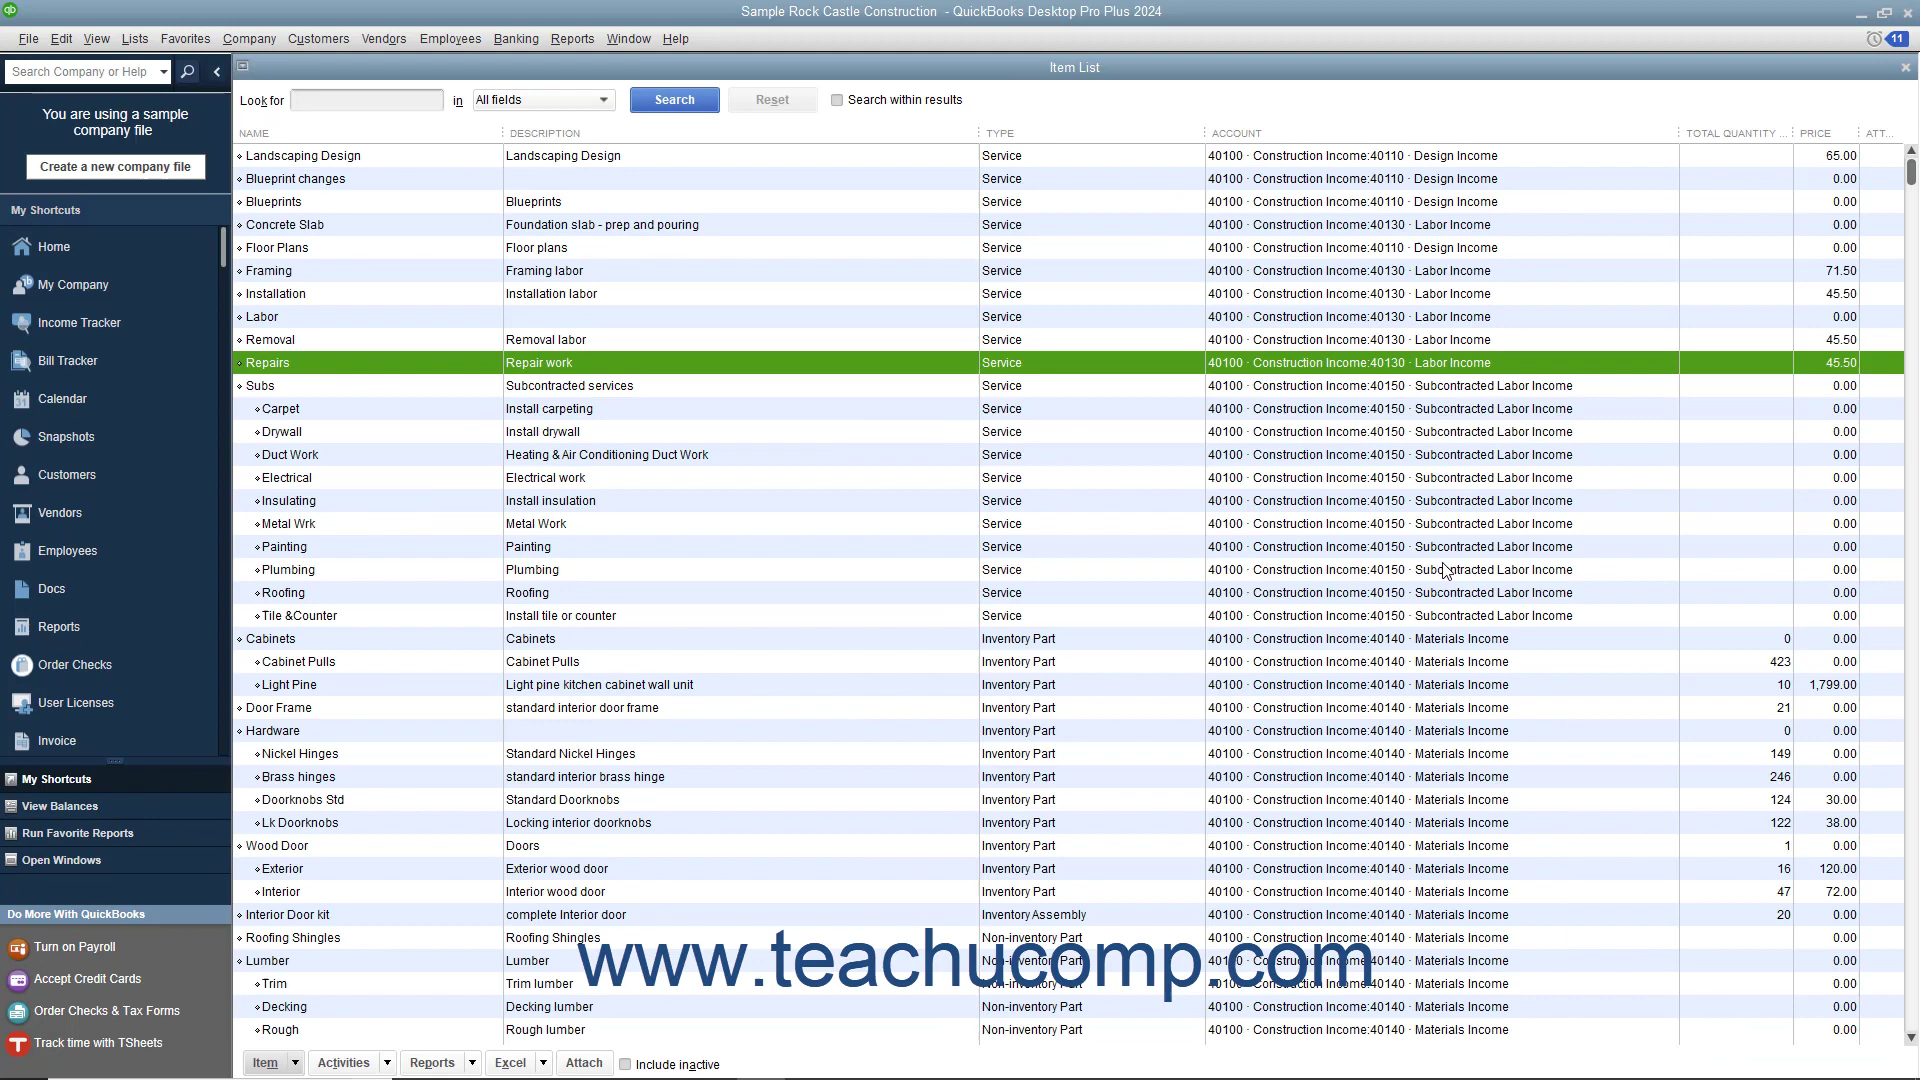 Sample Rock Castle Construction - QuickBooks Desktop Pro Plus 2024
File Edit View Lists Favorites Company Customers Vendors Employees Banking Reports Window Help
11
Search Company or Help
Item List
Look for in All fields Search Reset Search within results
You are using a sample
company file
Create a new company file
My Shortcuts
Home
My Company
Income Tracker
Bill Tracker
Calendar
Snapshots
Customers
Vendors
Employees
Docs
Reports
Order Checks
User Licenses
Invoice
My Shortcuts
View Balances
Run Favorite Reports
Open Windows
Do More With QuickBooks
Turn on Payroll
Accept Credit Cards
Order Checks & Tax Forms
Track time with TSheets
NAME DESCRIPTION TYPE ACCOUNT TOTAL QUANTITY ... PRICE ATT...
Landscaping Design Landscaping Design Service 40100 · Construction Income:40110 · Design Income 65.00
Blueprint changes Service 40100 · Construction Income:40110 · Design Income 0.00
Blueprints Blueprints Service 40100 · Construction Income:40110 · Design Income 0.00
Concrete Slab Foundation slab - prep and pouring Service 40100 · Construction Income:40130 · Labor Income 0.00
Floor Plans Floor plans Service 40100 · Construction Income:40110 · Design Income 0.00
Framing Framing labor Service 40100 · Construction Income:40130 · Labor Income 71.50
Installation Installation labor Service 40100 · Construction Income:40130 · Labor Income 45.50
Labor Service 40100 · Construction Income:40130 · Labor Income 0.00
Removal Removal labor Service 40100 · Construction Income:40130 · Labor Income 45.50
Repairs Repair work Service 40100 · Construction Income:40130 · Labor Income 45.50
Subs Subcontracted services Service 40100 · Construction Income:40150 · Subcontracted Labor Income 0.00
Carpet Install carpeting Service 40100 · Construction Income:40150 · Subcontracted Labor Income 0.00
Drywall Install drywall Service 40100 · Construction Income:40150 · Subcontracted Labor Income 0.00
Duct Work Heating & Air Conditioning Duct Work Service 40100 · Construction Income:40150 · Subcontracted Labor Income 0.00
Electrical Electrical work Service 40100 · Construction Income:40150 · Subcontracted Labor Income 0.00
Insulating Install insulation Service 40100 · Construction Income:40150 · Subcontracted Labor Income 0.00
Metal Wrk Metal Work Service 40100 · Construction Income:40150 · Subcontracted Labor Income 0.00
Painting Painting Service 40100 · Construction Income:40150 · Subcontracted Labor Income 0.00
Plumbing Plumbing Service 40100 · Construction Income:40150 · Subcontracted Labor Income 0.00
Roofing Roofing Service 40100 · Construction Income:40150 · Subcontracted Labor Income 0.00
Tile &Counter Install tile or counter Service 40100 · Construction Income:40150 · Subcontracted Labor Income 0.00
Cabinets Cabinets Inventory Part 40100 · Construction Income:40140 · Materials Income 0 0.00
Cabinet Pulls Cabinet Pulls Inventory Part 40100 · Construction Income:40140 · Materials Income 423 0.00
Light Pine Light pine kitchen cabinet wall unit Inventory Part 40100 · Construction Income:40140 · Materials Income 10 1,799.00
Door Frame standard interior door frame Inventory Part 40100 · Construction Income:40140 · Materials Income 21 0.00
Hardware Inventory Part 40100 · Construction Income:40140 · Materials Income 0 0.00
Nickel Hinges Standard Nickel Hinges Inventory Part 40100 · Construction Income:40140 · Materials Income 149 0.00
Brass hinges standard interior brass hinge Inventory Part 40100 · Construction Income:40140 · Materials Income 246 0.00
Doorknobs Std Standard Doorknobs Inventory Part 40100 · Construction Income:40140 · Materials Income 124 30.00
Lk Doorknobs Locking interior doorknobs Inventory Part 40100 · Construction Income:40140 · Materials Income 122 38.00
Wood Door Doors Inventory Part 40100 · Construction Income:40140 · Materials Income 1 0.00
Exterior Exterior wood door Inventory Part 40100 · Construction Income:40140 · Materials Income 16 120.00
Interior Interior wood door Inventory Part 40100 · Construction Income:40140 · Materials Income 47 72.00
Interior Door kit complete Interior door Inventory Assembly 40100 · Construction Income:40140 · Materials Income 20 0.00
Roofing Shingles Roofing Shingles Non-inventory Part 40100 · Construction Income:40140 · Materials Income 0.00
Lumber Lumber Non-inventory Part 40100 · Construction Income:40140 · Materials Income 0.00
Trim Trim lumber Non-inventory Part 40100 · Construction Income:40140 · Materials Income 0.00
Decking Decking lumber Non-inventory Part 40100 · Construction Income:40140 · Materials Income 0.00
Rough Rough lumber Non-inventory Part 40100 · Construction Income:40140 · Materials Income 0.00
www.teachucomp.com
Item Activities Reports Excel Attach Include inactive